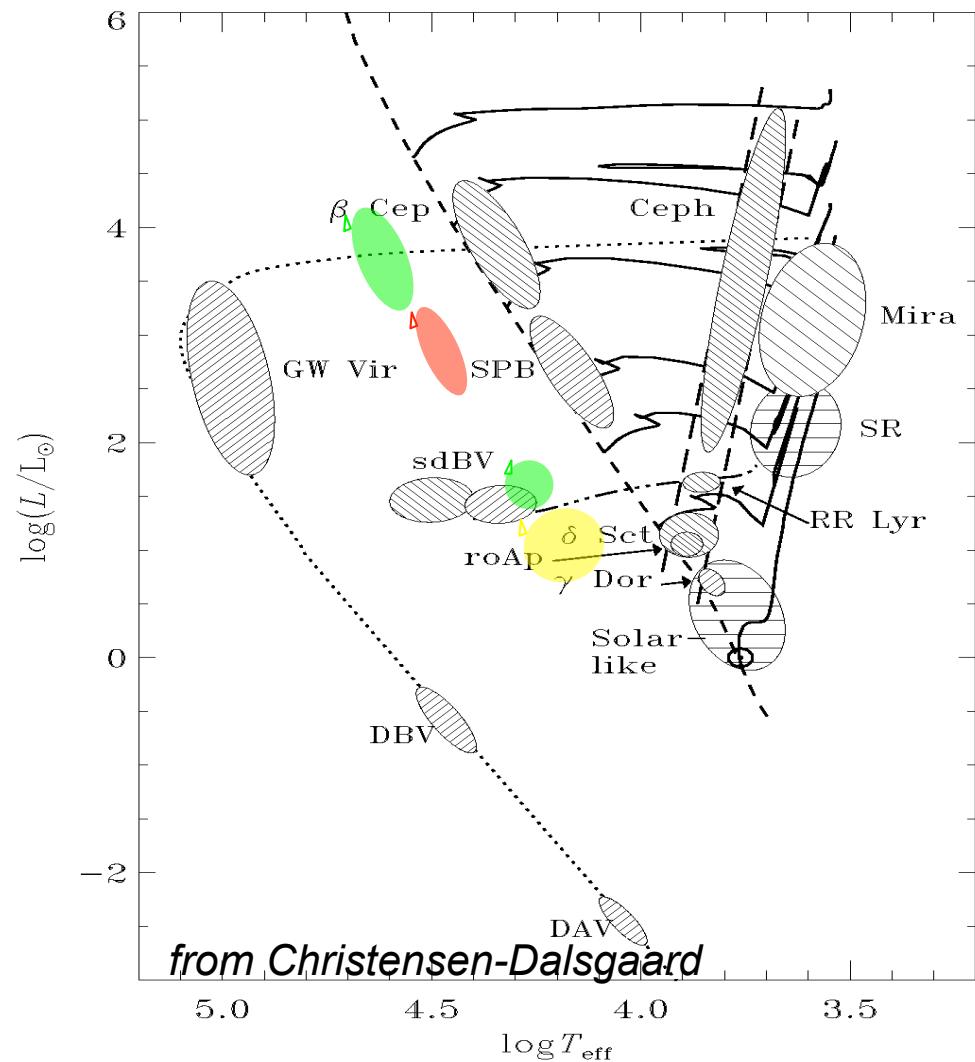 6
β Cep
Ceph
4
Mira
GW Vir
SPB
SR
2
sdBV
RR Lyr
δ Sct
roAp
γ Dor
Solar-
like
0
DBV
−2
DAV
from Christensen-Dalsgaard
5.0
4.5
4.0
3.5
log T_eff
log(L/L⊙)